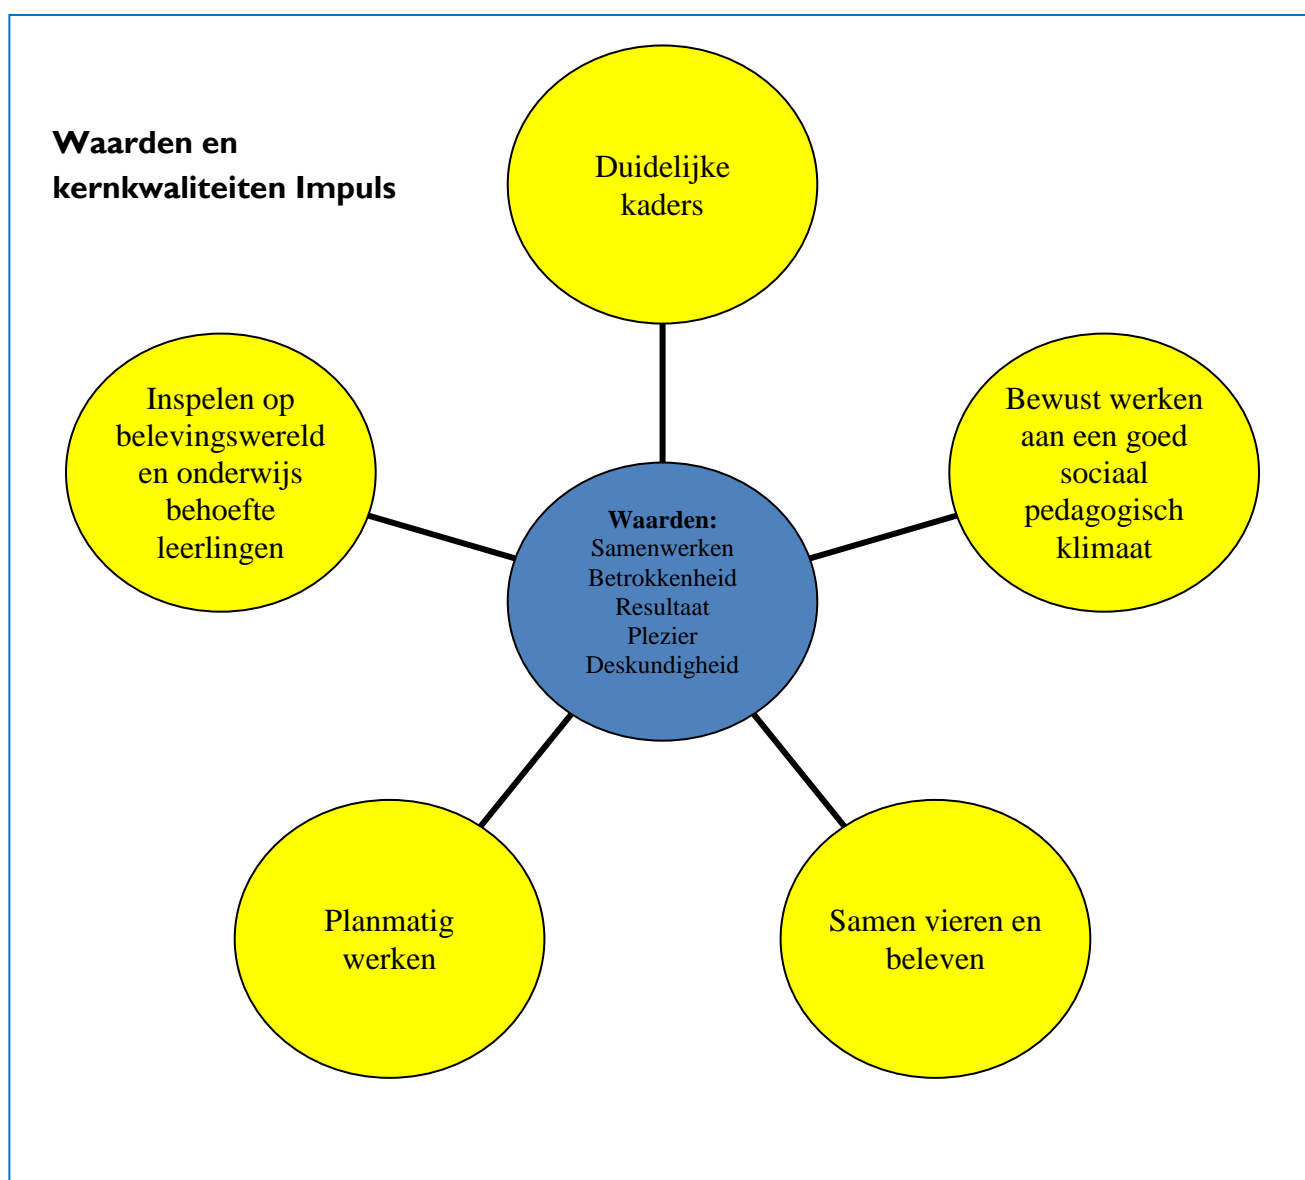 Waarden en
kernkwaliteiten Impuls
Duidelijke
kaders
Inspelen op
belevingswereld
en onderwijs
behoefte
leerlingen
Bewust werken
aan een goed
sociaal
pedagogisch
klimaat
Waarden:
Samenwerken
Betrokkenheid
Resultaat
Plezier
Deskundigheid
Planmatig
werken
Samen vieren en
beleven